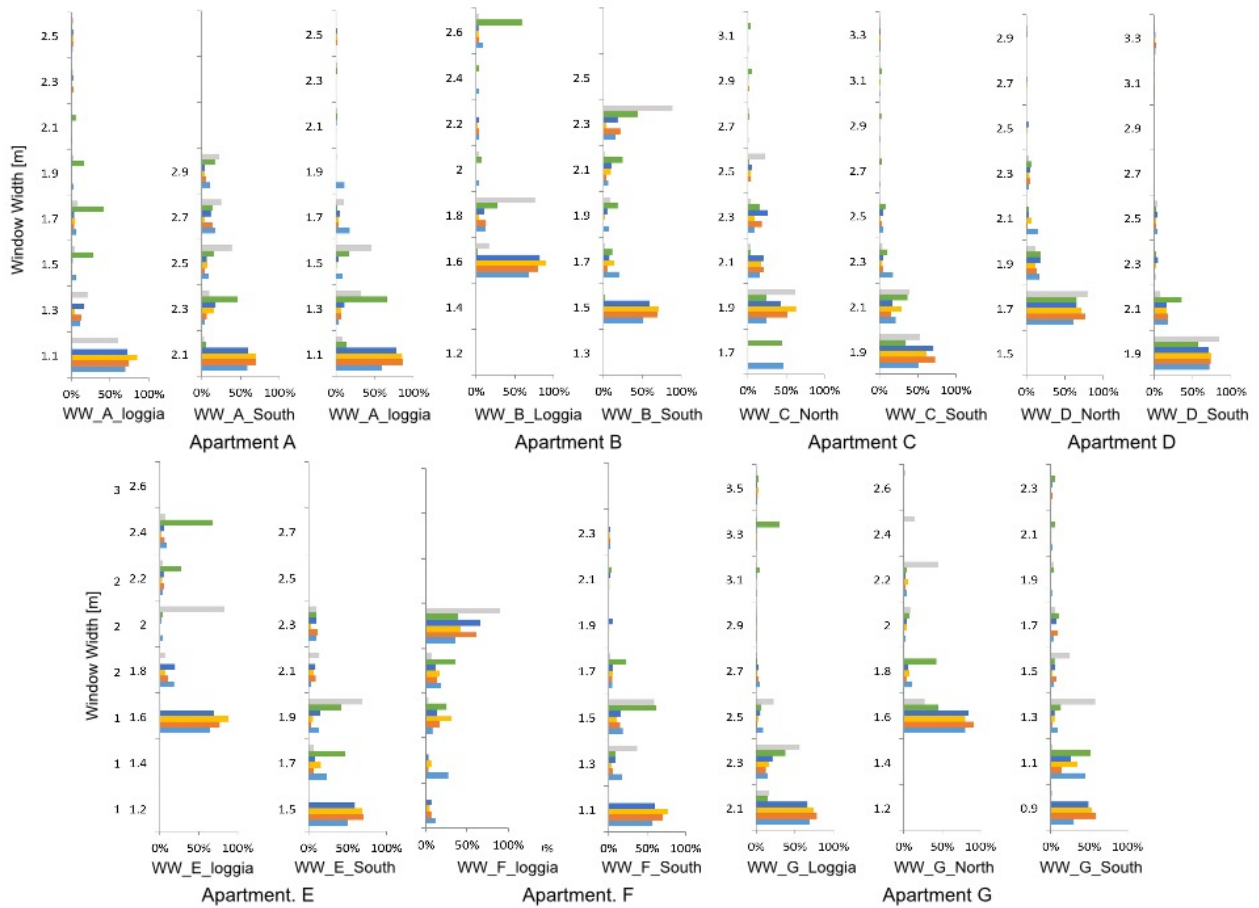 Window Width [m]
2.5
2.3
2.1
1.9
1.7
1.5
1.3
1.1
0% 50% 100%
WW_A_loggia
2.9
2.7
2.5
2.3
2.1
0% 50% 100%
WW_A_South
2.5
2.3
2.1
1.9
1.7
1.5
1.3
1.1
0% 50% 100%
WW_A_loggia
Apartment A
2.6
2.4
2.2
2
1.8
1.6
1.4
1.2
0% 50% 100%
WW_B_Loggia
2.5
2.3
2.1
1.9
1.7
1.5
1.3
0% 50% 100%
WW_B_South
Apartment B
3.1
2.9
2.7
2.5
2.3
2.1
1.9
1.7
0% 50% 100%
WW_C_North
3.3
3.1
2.9
2.7
2.5
2.3
2.1
1.9
0% 50% 100%
WW_C_South
Apartment C
2.9
2.7
2.5
2.3
2.1
1.9
1.7
1.5
0% 50% 100%
WW_D_North
3.3
3.1
2.9
2.7
2.5
2.3
2.1
1.9
0% 50% 100%
WW_D_South
Apartment D
Window Width [m]
3 2.6
2.4
2 2.2
2 2
2 1.8
1 1.6
1 1.4
1 1.2
0% 50% 100%
WW_E_loggia
2.7
2.5
2.3
2.1
1.9
1.7
1.5
0% 50% 100%
WW_E_South
Apartment. E
0% 50% 100%
WW_F_loggia
2.3
2.1
1.9
1.7
1.5
1.3
1.1
0% 50% 100%
WW_F_South
Apartment. F
3.5
3.3
3.1
2.9
2.7
2.5
2.3
2.1
0% 50% 100%
WW_G_Loggia
2.6
2.4
2.2
2
1.8
1.6
1.4
1.2
0% 50% 100%
WW_G_North
2.3
2.1
1.9
1.7
1.5
1.3
1.1
0.9
0% 50% 100%
WW_G_South
Apartment G